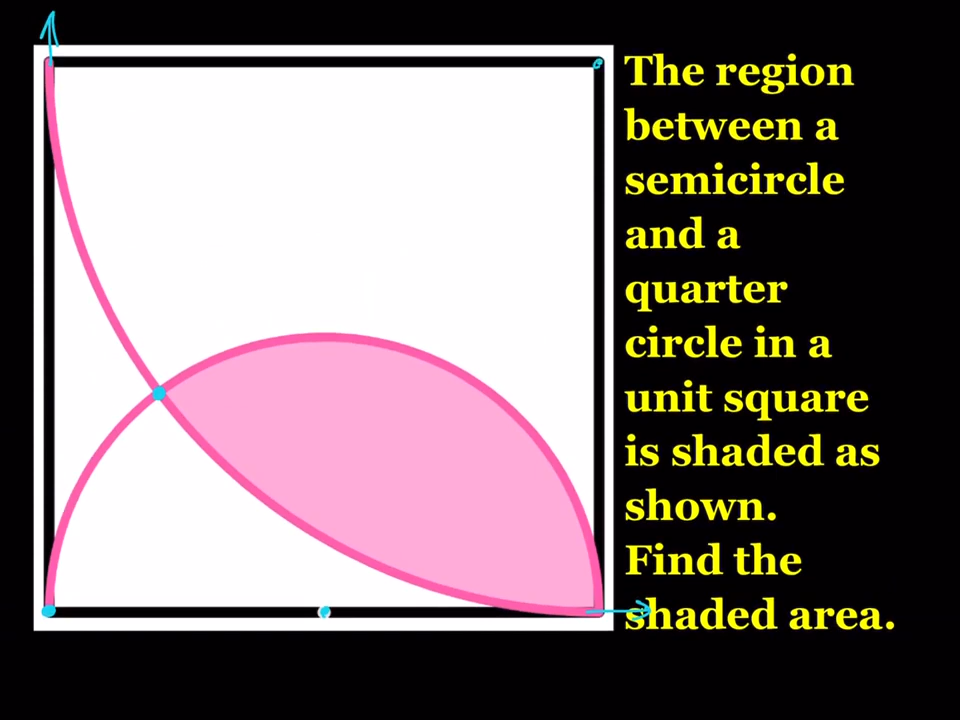 The region
between a
semicircle
and a
quarter
circle in a
unit square
is shaded as
shown.
Find the
shaded area.